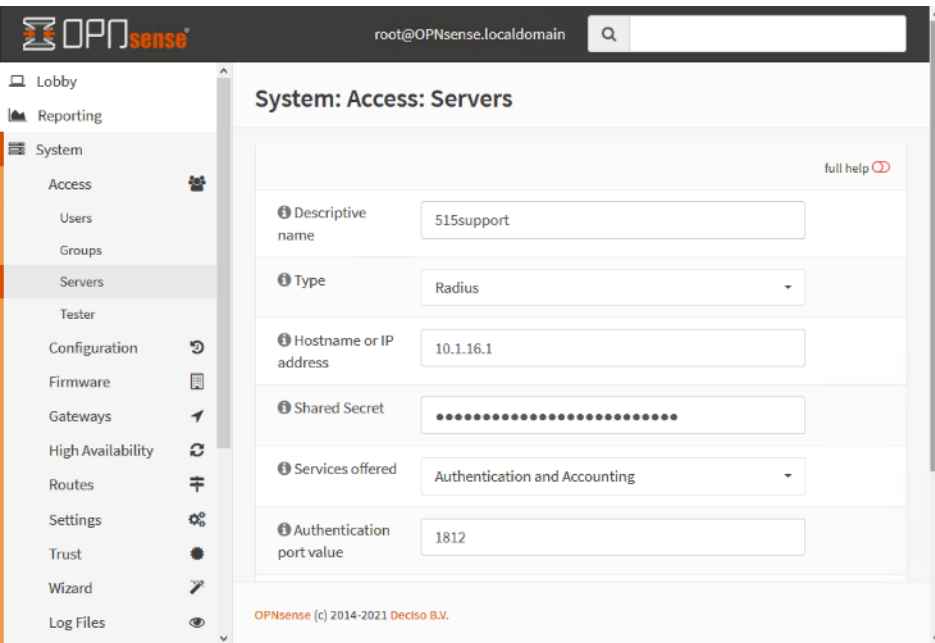 OPNsense
root@OPNsense.localdomain
Lobby
Reporting
System
Access
Users
Groups
Servers
Tester
Configuration
Firmware
Gateways
High Availability
Routes
Settings
Trust
Wizard
Log Files
System: Access: Servers
full help
Descriptive
name
515support
Type
Radius
Hostname or IP
address
10.1.16.1
Shared Secret
●●●●●●●●●●●●●●●●●●●●●●●●●●
Services offered
Authentication and Accounting
Authentication
port value
1812
OPNsense (c) 2014-2021 Deciso B.V.